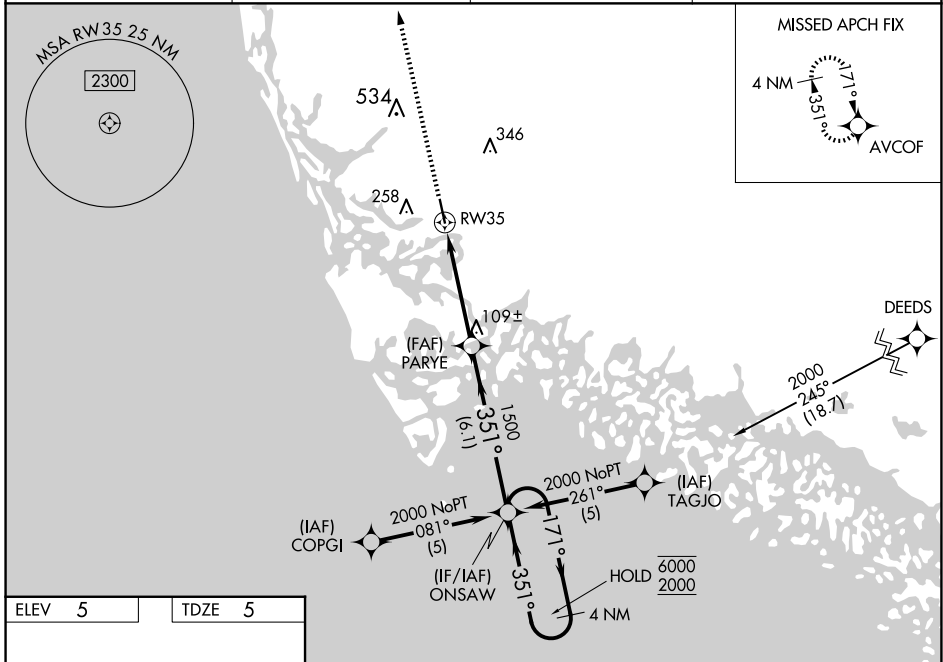 MSA RW35 25 NM
2300
MISSED APCH FIX
4 NM
171°
351°
AVCOF
534
346
258
RW35
109±
(FAF)
PARYE
DEEDS
2000
245°
(18.7)
1500
351°
(6.1)
2000 NoPT
261°
(5)
(IAF)
TAGJO
2000 NoPT
081°
(5)
(IAF)
COPGI
171°
(IF/IAF)
ONSAW
351°
HOLD
6000
2000
4 NM
ELEV 5
TDZE 5